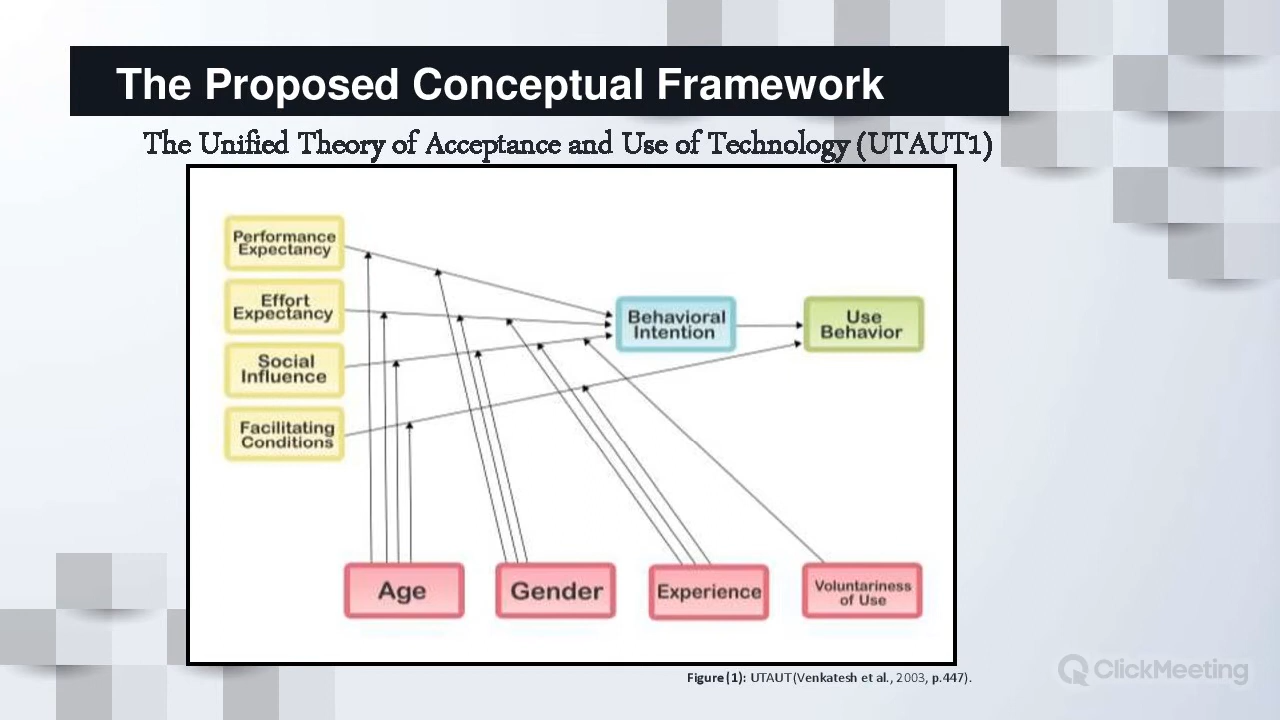 The Proposed Conceptual Framework
The Unified Theory of Acceptance and Use of Technology (UTAUT1)
Performance
Expectancy
Effort
Expectancy
Social
Influence
Facilitating
Conditions
Behavioral
Intention
Use
Behavior
Age
Gender
Experience
Voluntariness
of Use
Figure (1): UTAUT(Venkatesh et al., 2003, p.447).
ClickMeeting